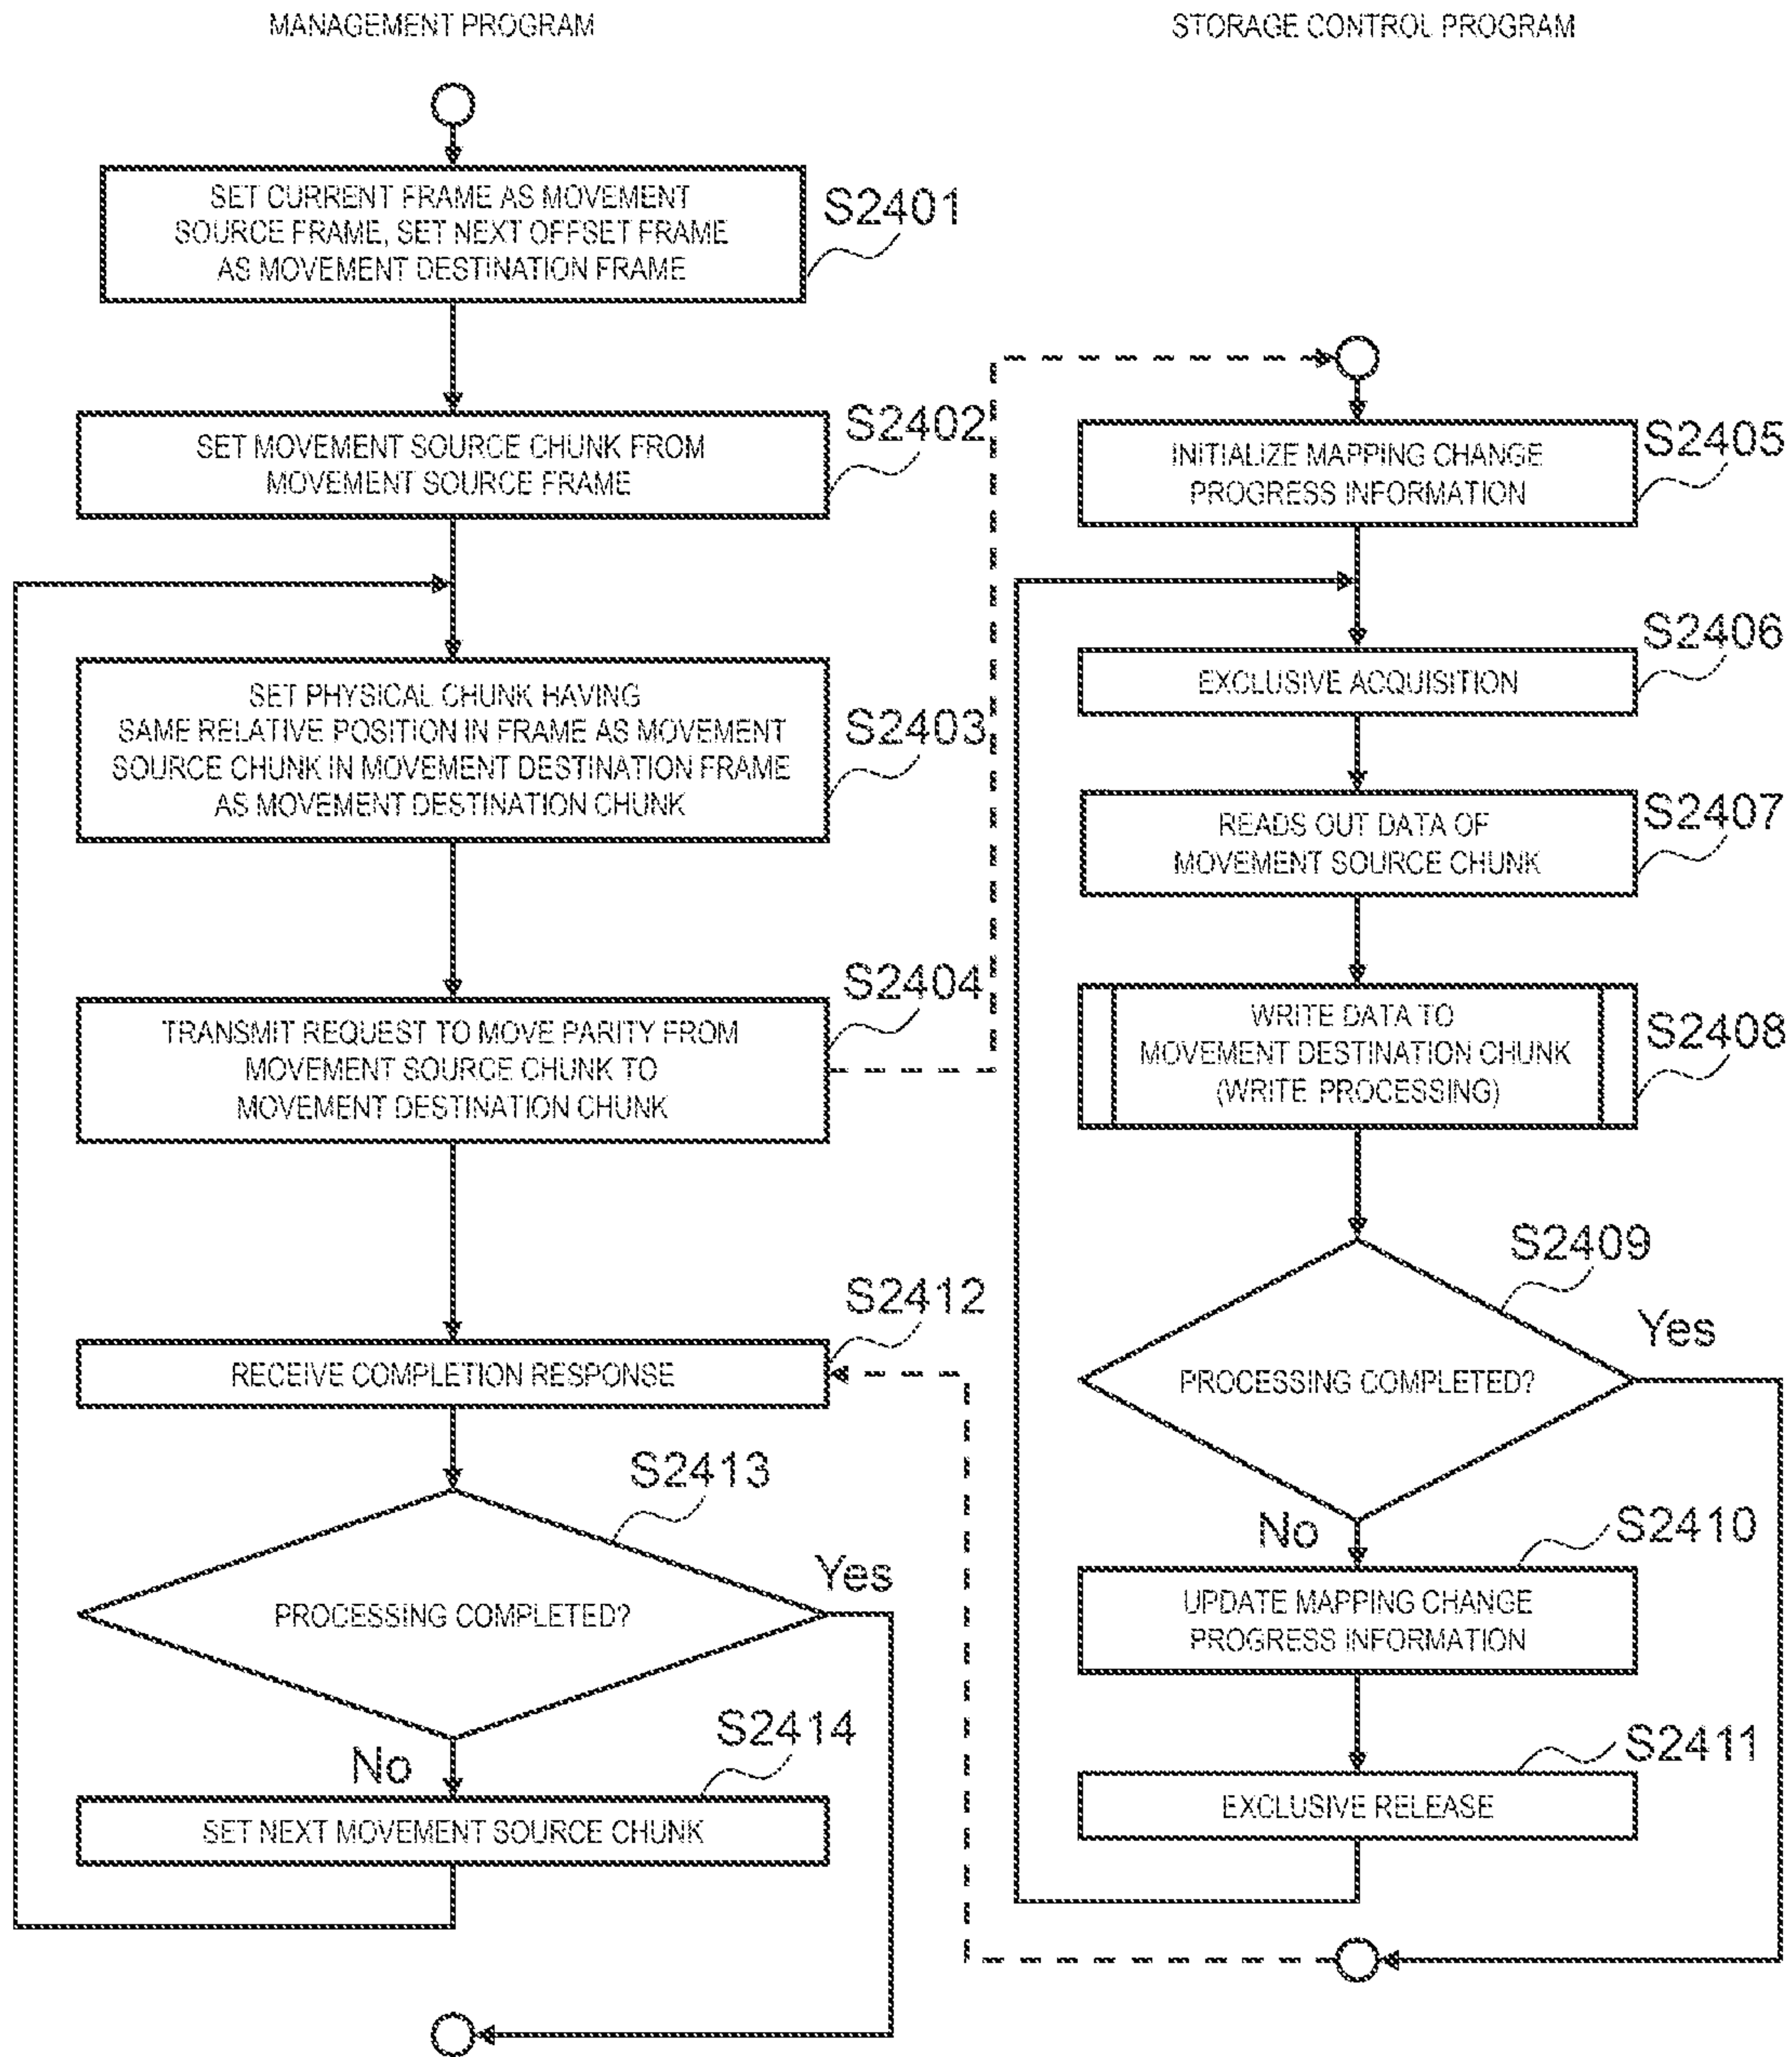 MANAGEMENT PROGRAM
SET CURRENT FRAME AS MOVEMENT
SOURCE FRAME, SET NEXT OFFSET FRAME
AS MOVEMENT DESTINATION FRAME
S2401
SET MOVEMENT SOURCE CHUNK FROM
MOVEMENT SOURCE FRAME
S2402
SET PHYSICAL CHUNK HAVING
SAME RELATIVE POSITION IN FRAME AS MOVEMENT
SOURCE CHUNK IN MOVEMENT DESTINATION FRAME
AS MOVEMENT DESTINATION CHUNK
S2403
TRANSMIT REQUEST TO MOVE PARITY FROM
MOVEMENT SOURCE CHUNK TO
MOVEMENT DESTINATION CHUNK
S2404
RECEIVE COMPLETION RESPONSE
S2412
PROCESSING COMPLETED?
S2413
Yes
No
SET NEXT MOVEMENT SOURCE CHUNK
S2414
STORAGE CONTROL PROGRAM
INITIALIZE MAPPING CHANGE
PROGRESS INFORMATION
S2405
EXCLUSIVE ACQUISITION
S2406
READS OUT DATA OF
MOVEMENT SOURCE CHUNK
S2407
WRITE DATA TO
MOVEMENT DESTINATION CHUNK
(WRITE PROCESSING)
S2408
PROCESSING COMPLETED?
S2409
Yes
No
UPDATE MAPPING CHANGE
PROGRESS INFORMATION
S2410
EXCLUSIVE RELEASE
S2411